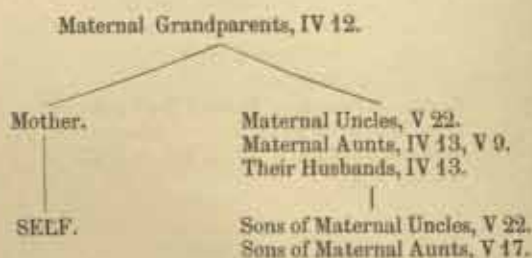 Maternal Grandparents, IV 12.
Mother.
Maternal Uncles, V 22.
Maternal Aunts, IV 13, V 9.
Their Husbands, IV 13.
SELF.
Sons of Maternal Uncles, V 22.
Sons of Maternal Aunts, V 17.